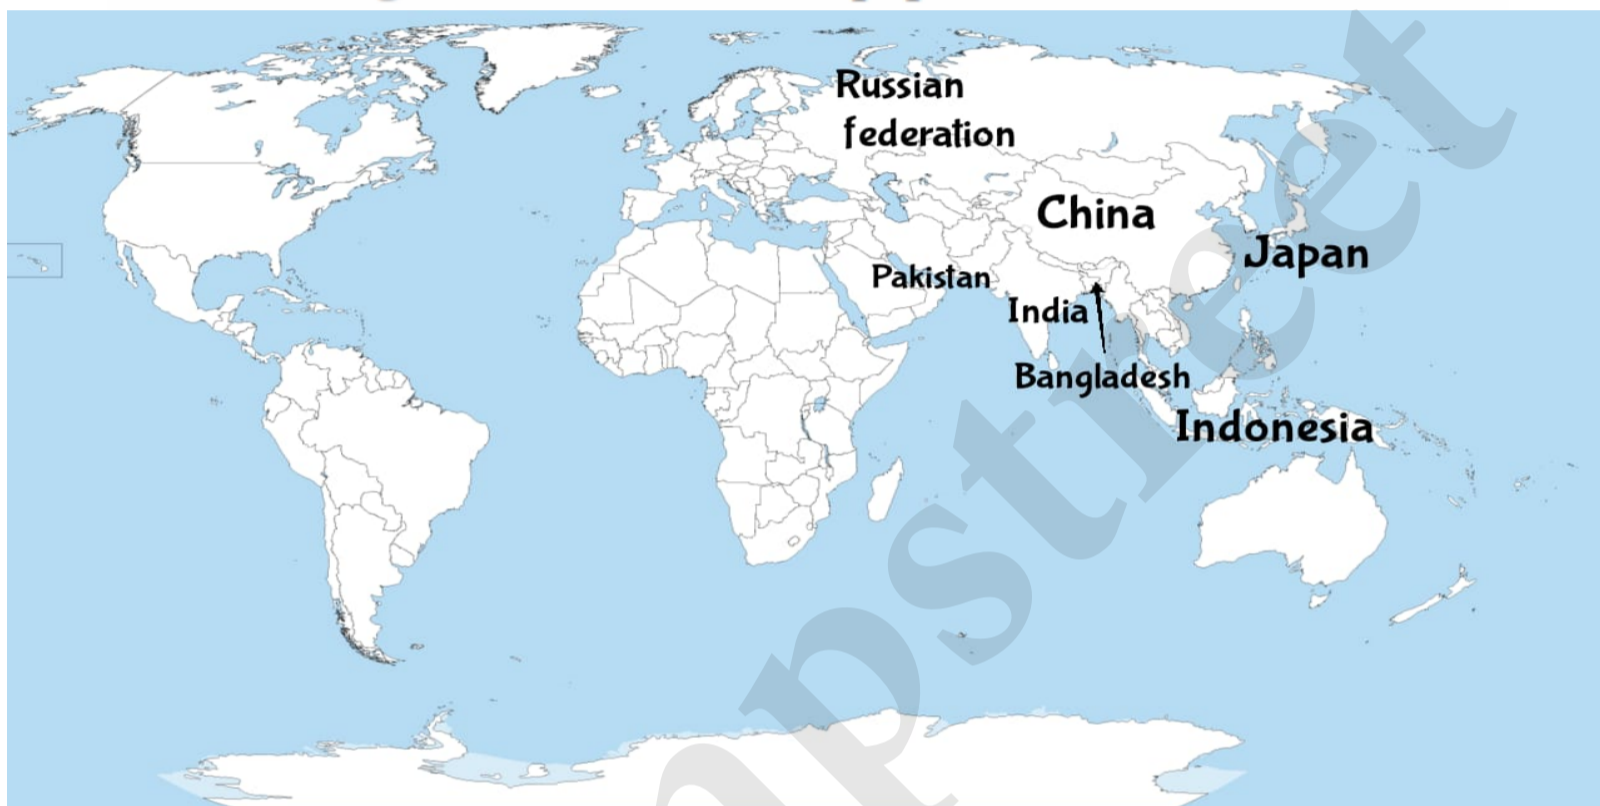 Russian
federation
China
Japan
Pakistan
India
Bangladesh
Indonesia